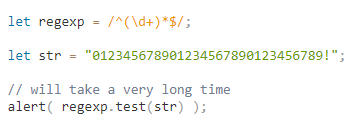 let regexp = /^(\d+)*$/;
let str = "012345678901234567890123456789!";
// will take a very long time
alert( regexp.test(str) );